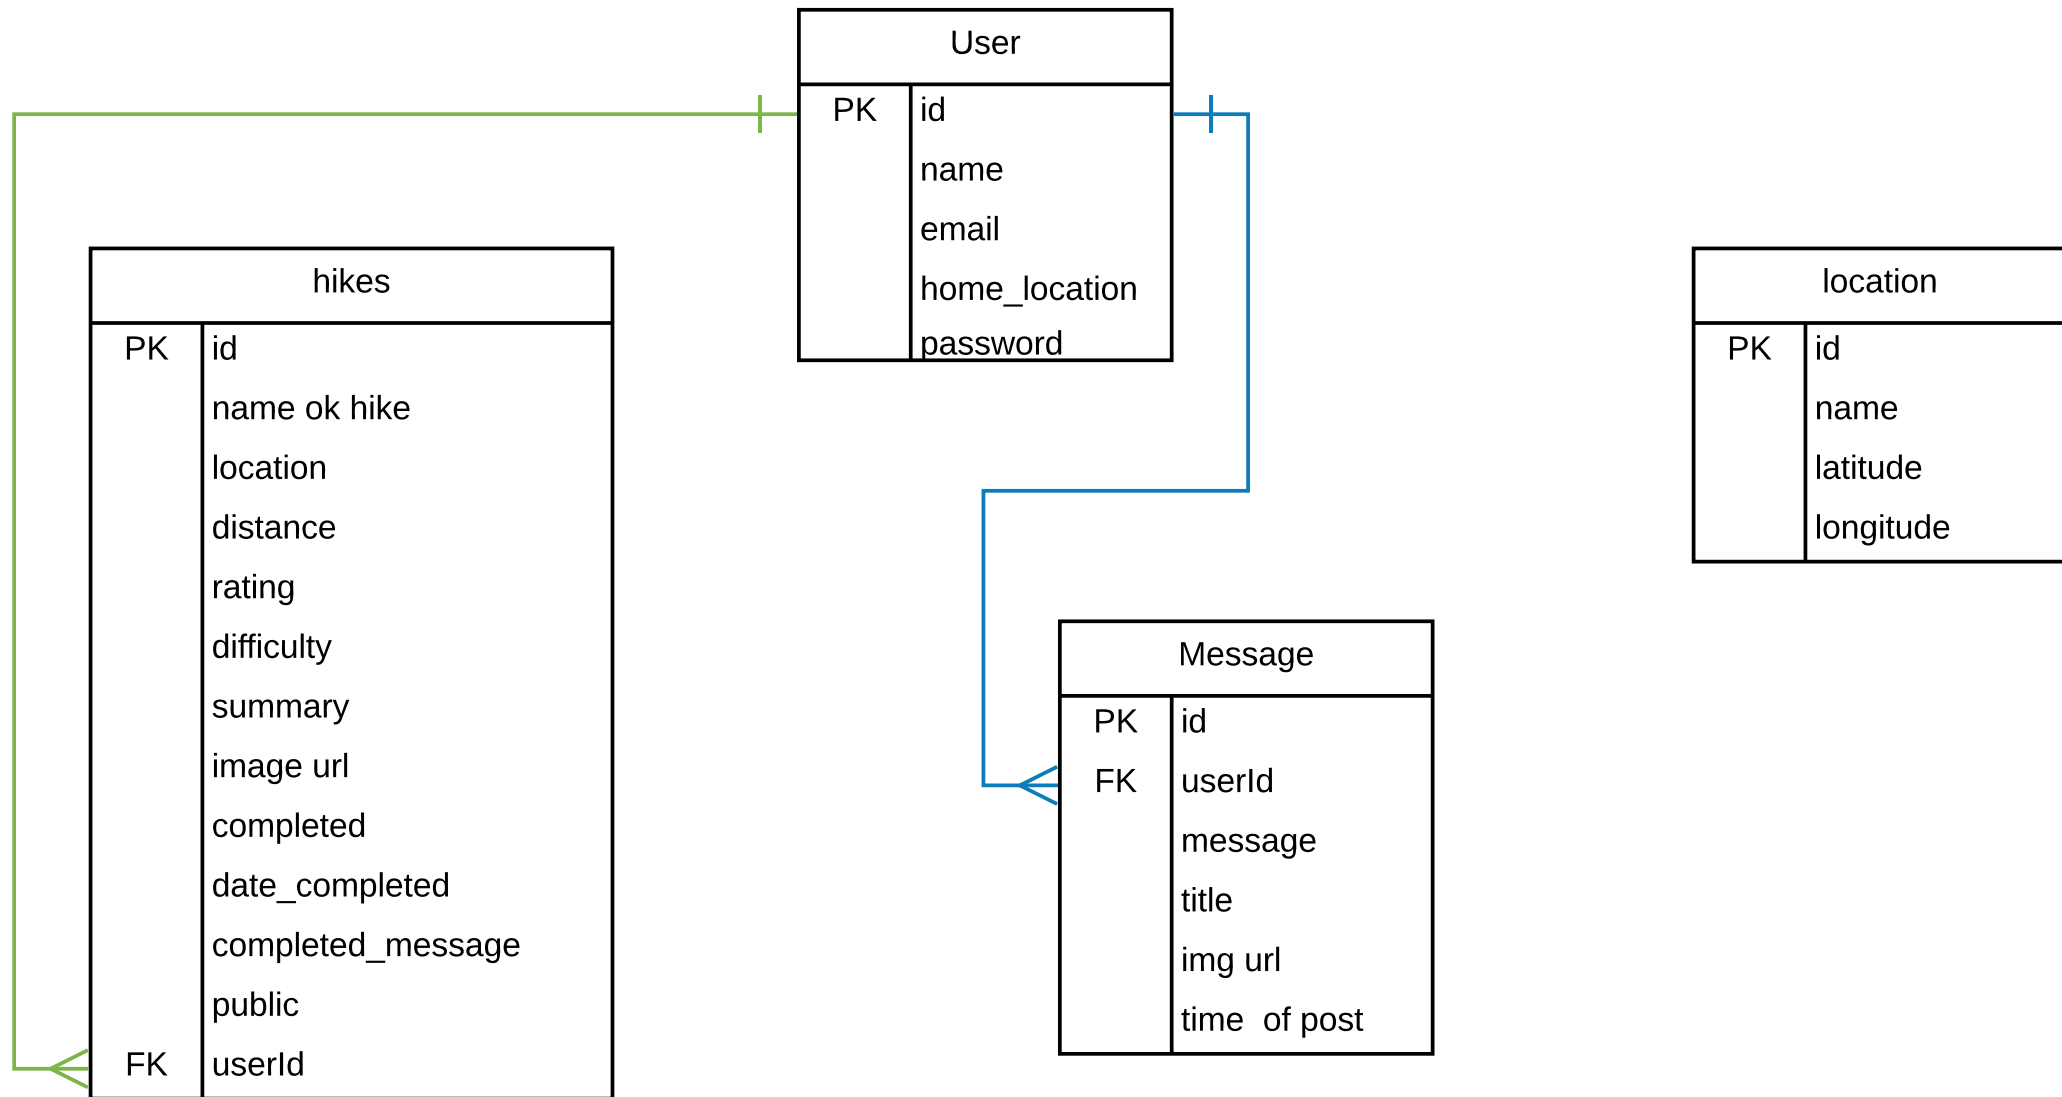 User
PK id
name
email
home_location
password
hikes
PK id
name ok hike
location
distance
rating
difficulty
summary
image url
completed
date_completed
completed_message
public
FK userId
Message
PK id
FK userId
message
title
img url
time  of post
location
PK id
name
latitude
longitude